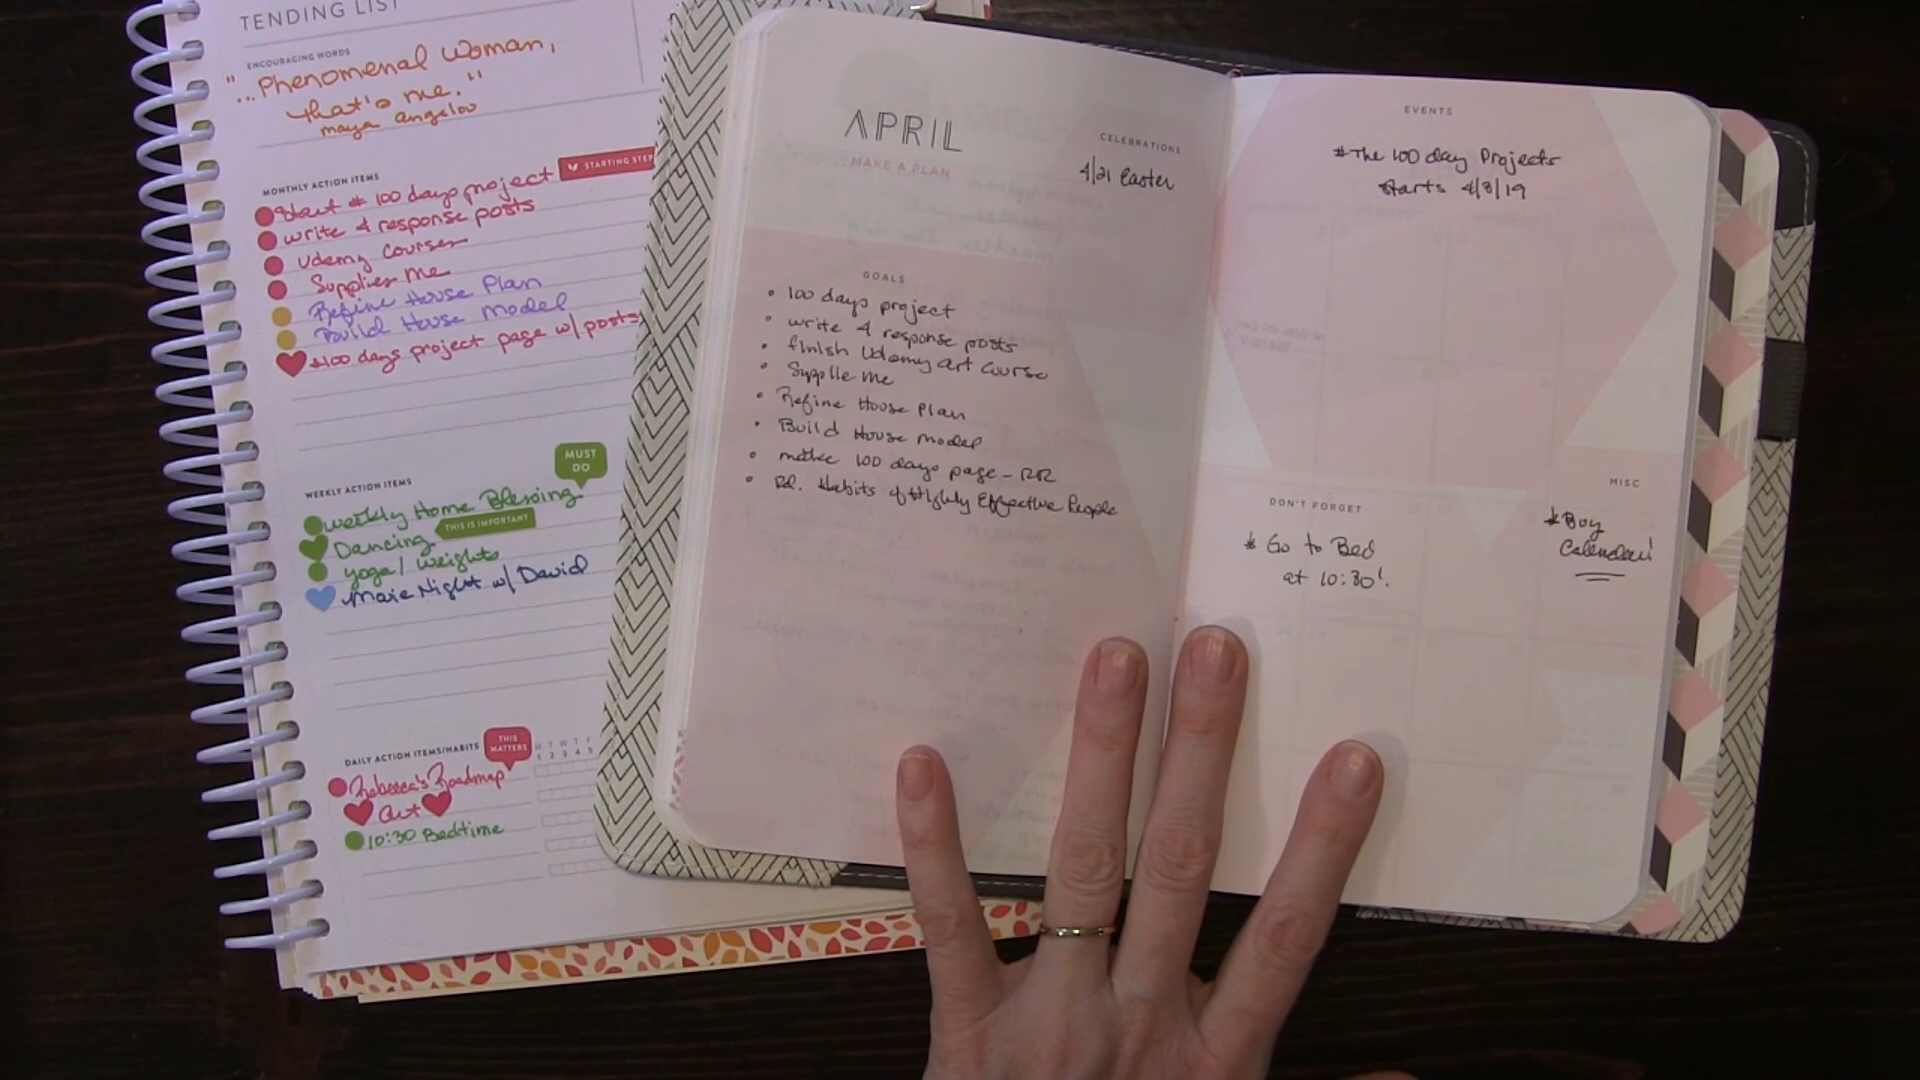 TENDING LIST
ENCOURAGING WORDS
"...Phenomenal Woman,
that's me."
maya angelou
MONTHLY ACTION ITEMS
STARTING STEP
Start # 100 days project
write 4 response posts
Udemy Courses
Supplies Me
Refine House Plan
Build House Model
#100 days project page w/ posts
WEEKLY ACTION ITEMS
MUST
DO
weekly Home Blessing
Dancing
THIS IS IMPORTANT
yoga / weights
Night w/ David
DAILY ACTION ITEMS/HABITS
THIS
MATTERS
M T W T F
1 2 3 4 5
Rebecca's Roadmap
Art
10:30 Bedtime
APRIL
MAKE A PLAN
CELEBRATIONS
4/21 Easter
GOALS
• 100 days project
• write 4 response posts
• finish Udemy art course
• Me
• Refine House Plan
• Build House Model
• make 100 days page - RR
• Rd. Habits of Highly Effective People
EVENTS
#The 100 day Projects
starts 4/3/19
DON'T FORGET
* Go to Bed
at 10:30!
MISC
* Buy
Calendar!